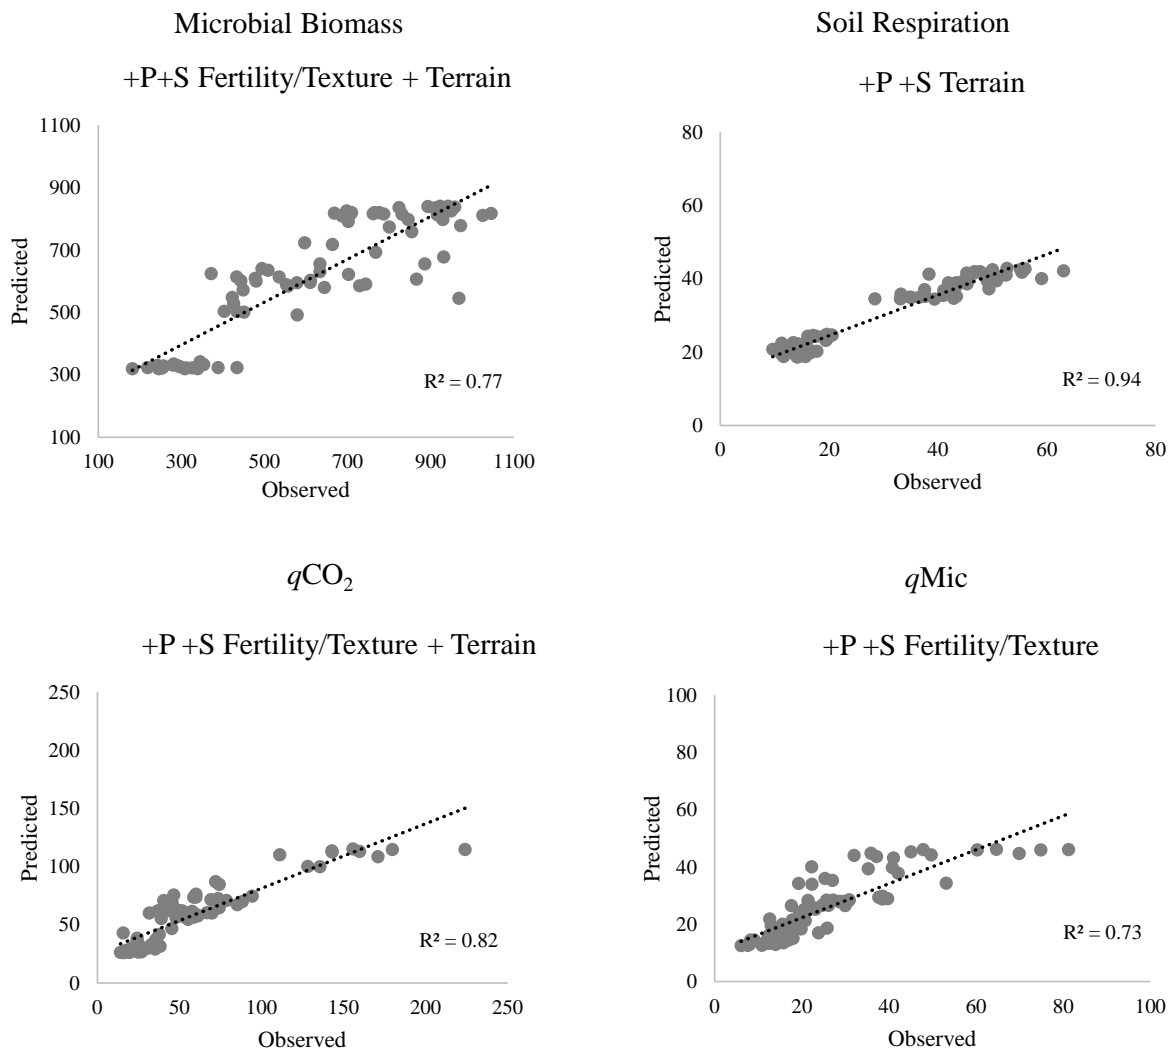 Microbial Biomass
+P+S Fertility/Texture + Terrain
1100
900
700
500
300
100
Predicted
R² = 0.77
100 300 500 700 900 1100
Observed
Soil Respiration
+P +S Terrain
80
60
40
20
0
Predicted
R² = 0.94
0 20 40 60 80
Observed
qCO₂
+P +S Fertility/Texture + Terrain
250
200
150
100
50
0
Predicted
R² = 0.82
0 50 100 150 200 250
Observed
qMic
+P +S Fertility/Texture
100
80
60
40
20
0
Predicted
R² = 0.73
0 20 40 60 80 100
Observed